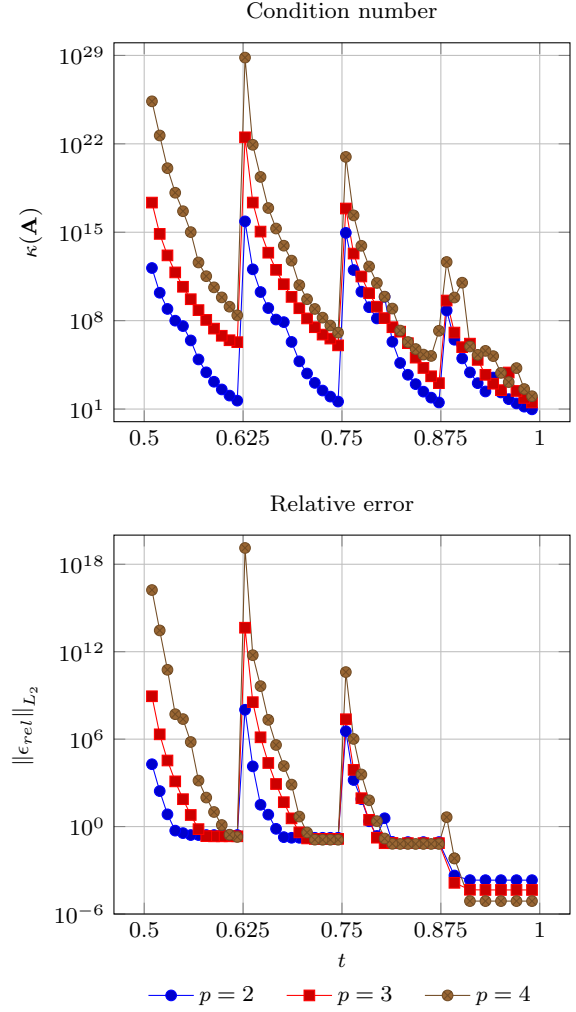 Condition number
10^29
10^22
10^15
10^8
10^1
κ(A)
0.5 0.625 0.75 0.875 1
Relative error
10^18
10^12
10^6
10^0
10^−6
‖ϵ_rel‖_L₂
0.5 0.625 0.75 0.875 1
t
p = 2 p = 3 p = 4